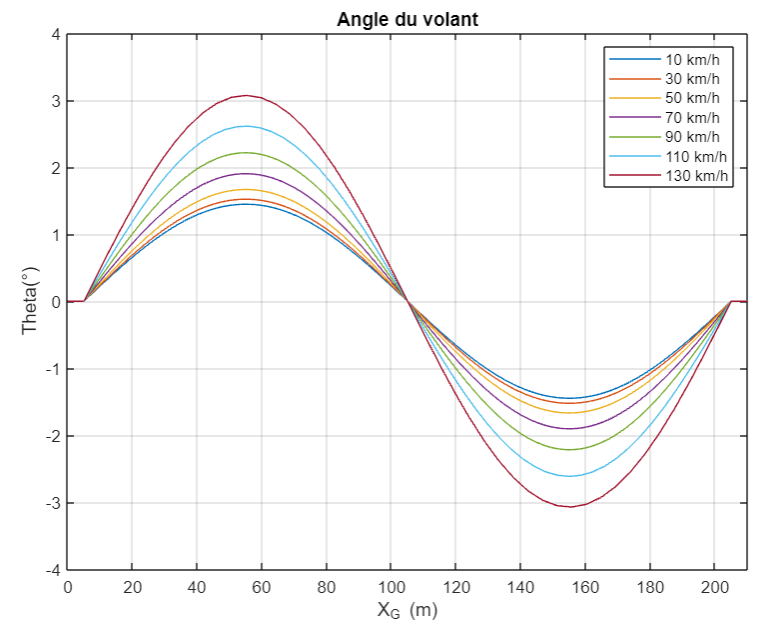 Angle du volant
4
3
2
1
0
-1
-2
-3
-4
Theta(°)
10 km/h
30 km/h
50 km/h
70 km/h
90 km/h
110 km/h
130 km/h
0 20 40 60 80 100 120 140 160 180 200
X_G (m)